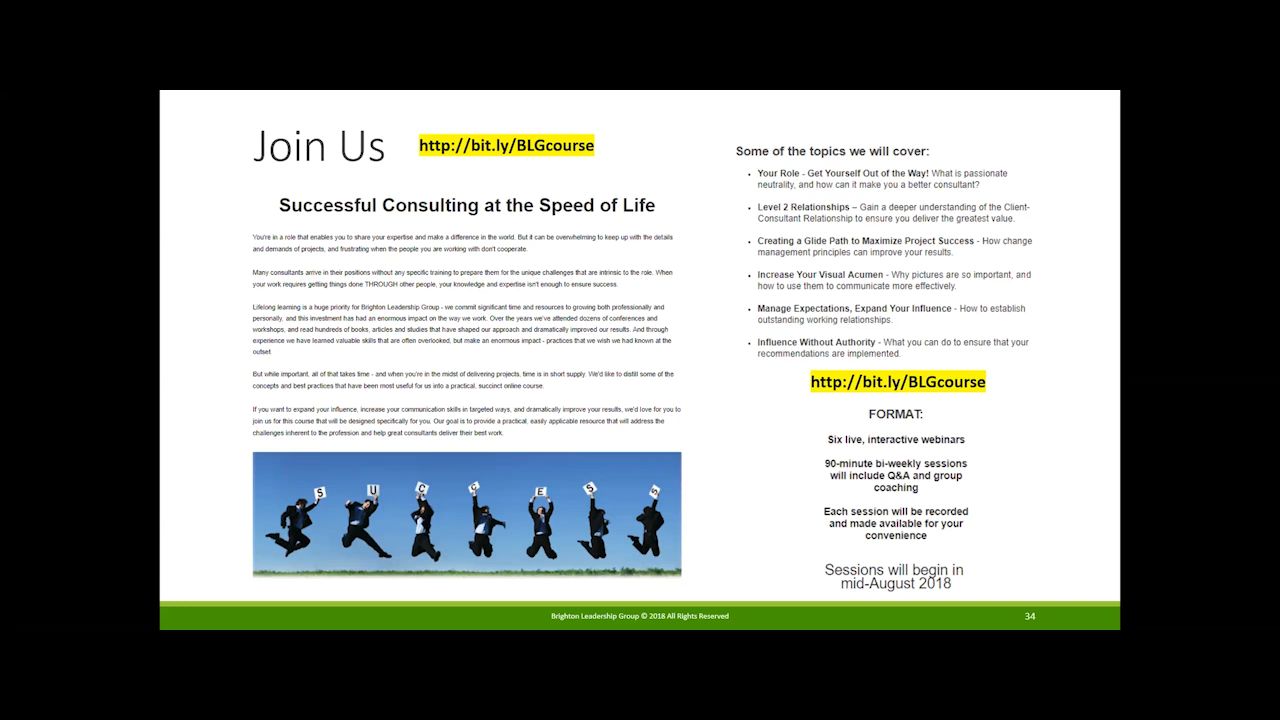 Join Us
http://bit.ly/BLGcourse
Successful Consulting at the Speed of Life
You're in a role that enables you to share your expertise and make a difference in the world. But it can be overwhelming to keep up with the details
and demands of projects, and frustrating when the people you are working with don't cooperate.
Many consultants arrive in their positions without any specific training to prepare them for the unique challenges that are intrinsic to the role. When
your work requires getting things done THROUGH other people, your knowledge and expertise isn't enough to ensure success.
Lifelong learning is a huge priority for Brighton Leadership Group - we commit significant time and resources to growing both professionally and
personally, and this investment has had an enormous impact on the way we work. Over the years we've attended dozens of conferences and
workshops, and read hundreds of books, articles and studies that have shaped our approach and dramatically improved our results. And through
experience we have learned valuable skills that are often overlooked, but make an enormous impact - practices that we wish we had known at the
outset.
But while important, all of that takes time - and when you're in the midst of delivering projects, time is in short supply. We'd like to distill some of the
concepts and best practices that have been most useful for us into a practical, succinct online course.
If you want to expand your influence, increase your communication skills in targeted ways, and dramatically improve your results, we'd love for you to
join us for this course that will be designed specifically for you. Our goal is to provide a practical, easily applicable resource that will address the
challenges inherent to the profession and help great consultants deliver their best work.
S U C C E S S
Some of the topics we will cover:
• Your Role - Get Yourself Out of the Way! What is passionate
neutrality, and how can it make you a better consultant?
• Level 2 Relationships – Gain a deeper understanding of the Client-
Consultant Relationship to ensure you deliver the greatest value.
• Creating a Glide Path to Maximize Project Success - How change
management principles can improve your results.
• Increase Your Visual Acumen - Why pictures are so important, and
how to use them to communicate more effectively.
• Manage Expectations, Expand Your Influence - How to establish
outstanding working relationships.
• Influence Without Authority - What you can do to ensure that your
recommendations are implemented.
http://bit.ly/BLGcourse
FORMAT:
Six live, interactive webinars
90-minute bi-weekly sessions
will include Q&A and group
coaching
Each session will be recorded
and made available for your
convenience
Sessions will begin in
mid-August 2018
Brighton Leadership Group © 2018 All Rights Reserved
34